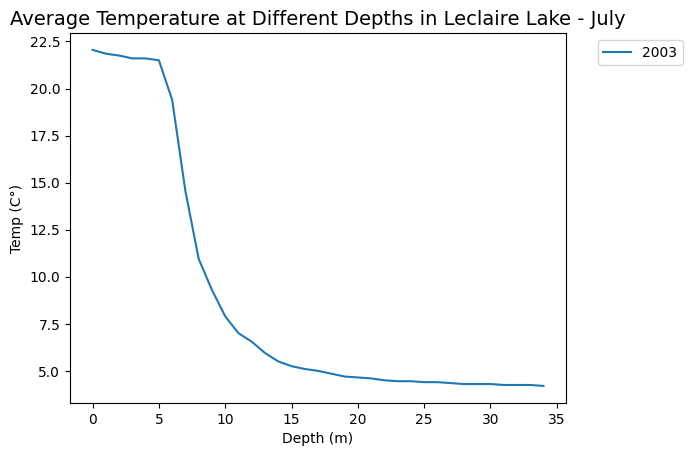 Average Temperature at Different Depths in Leclaire Lake - July
2003
22.5
20.0
17.5
15.0
12.5
10.0
7.5
5.0
Temp (C°)
0 5 10 15 20 25 30 35
Depth (m)